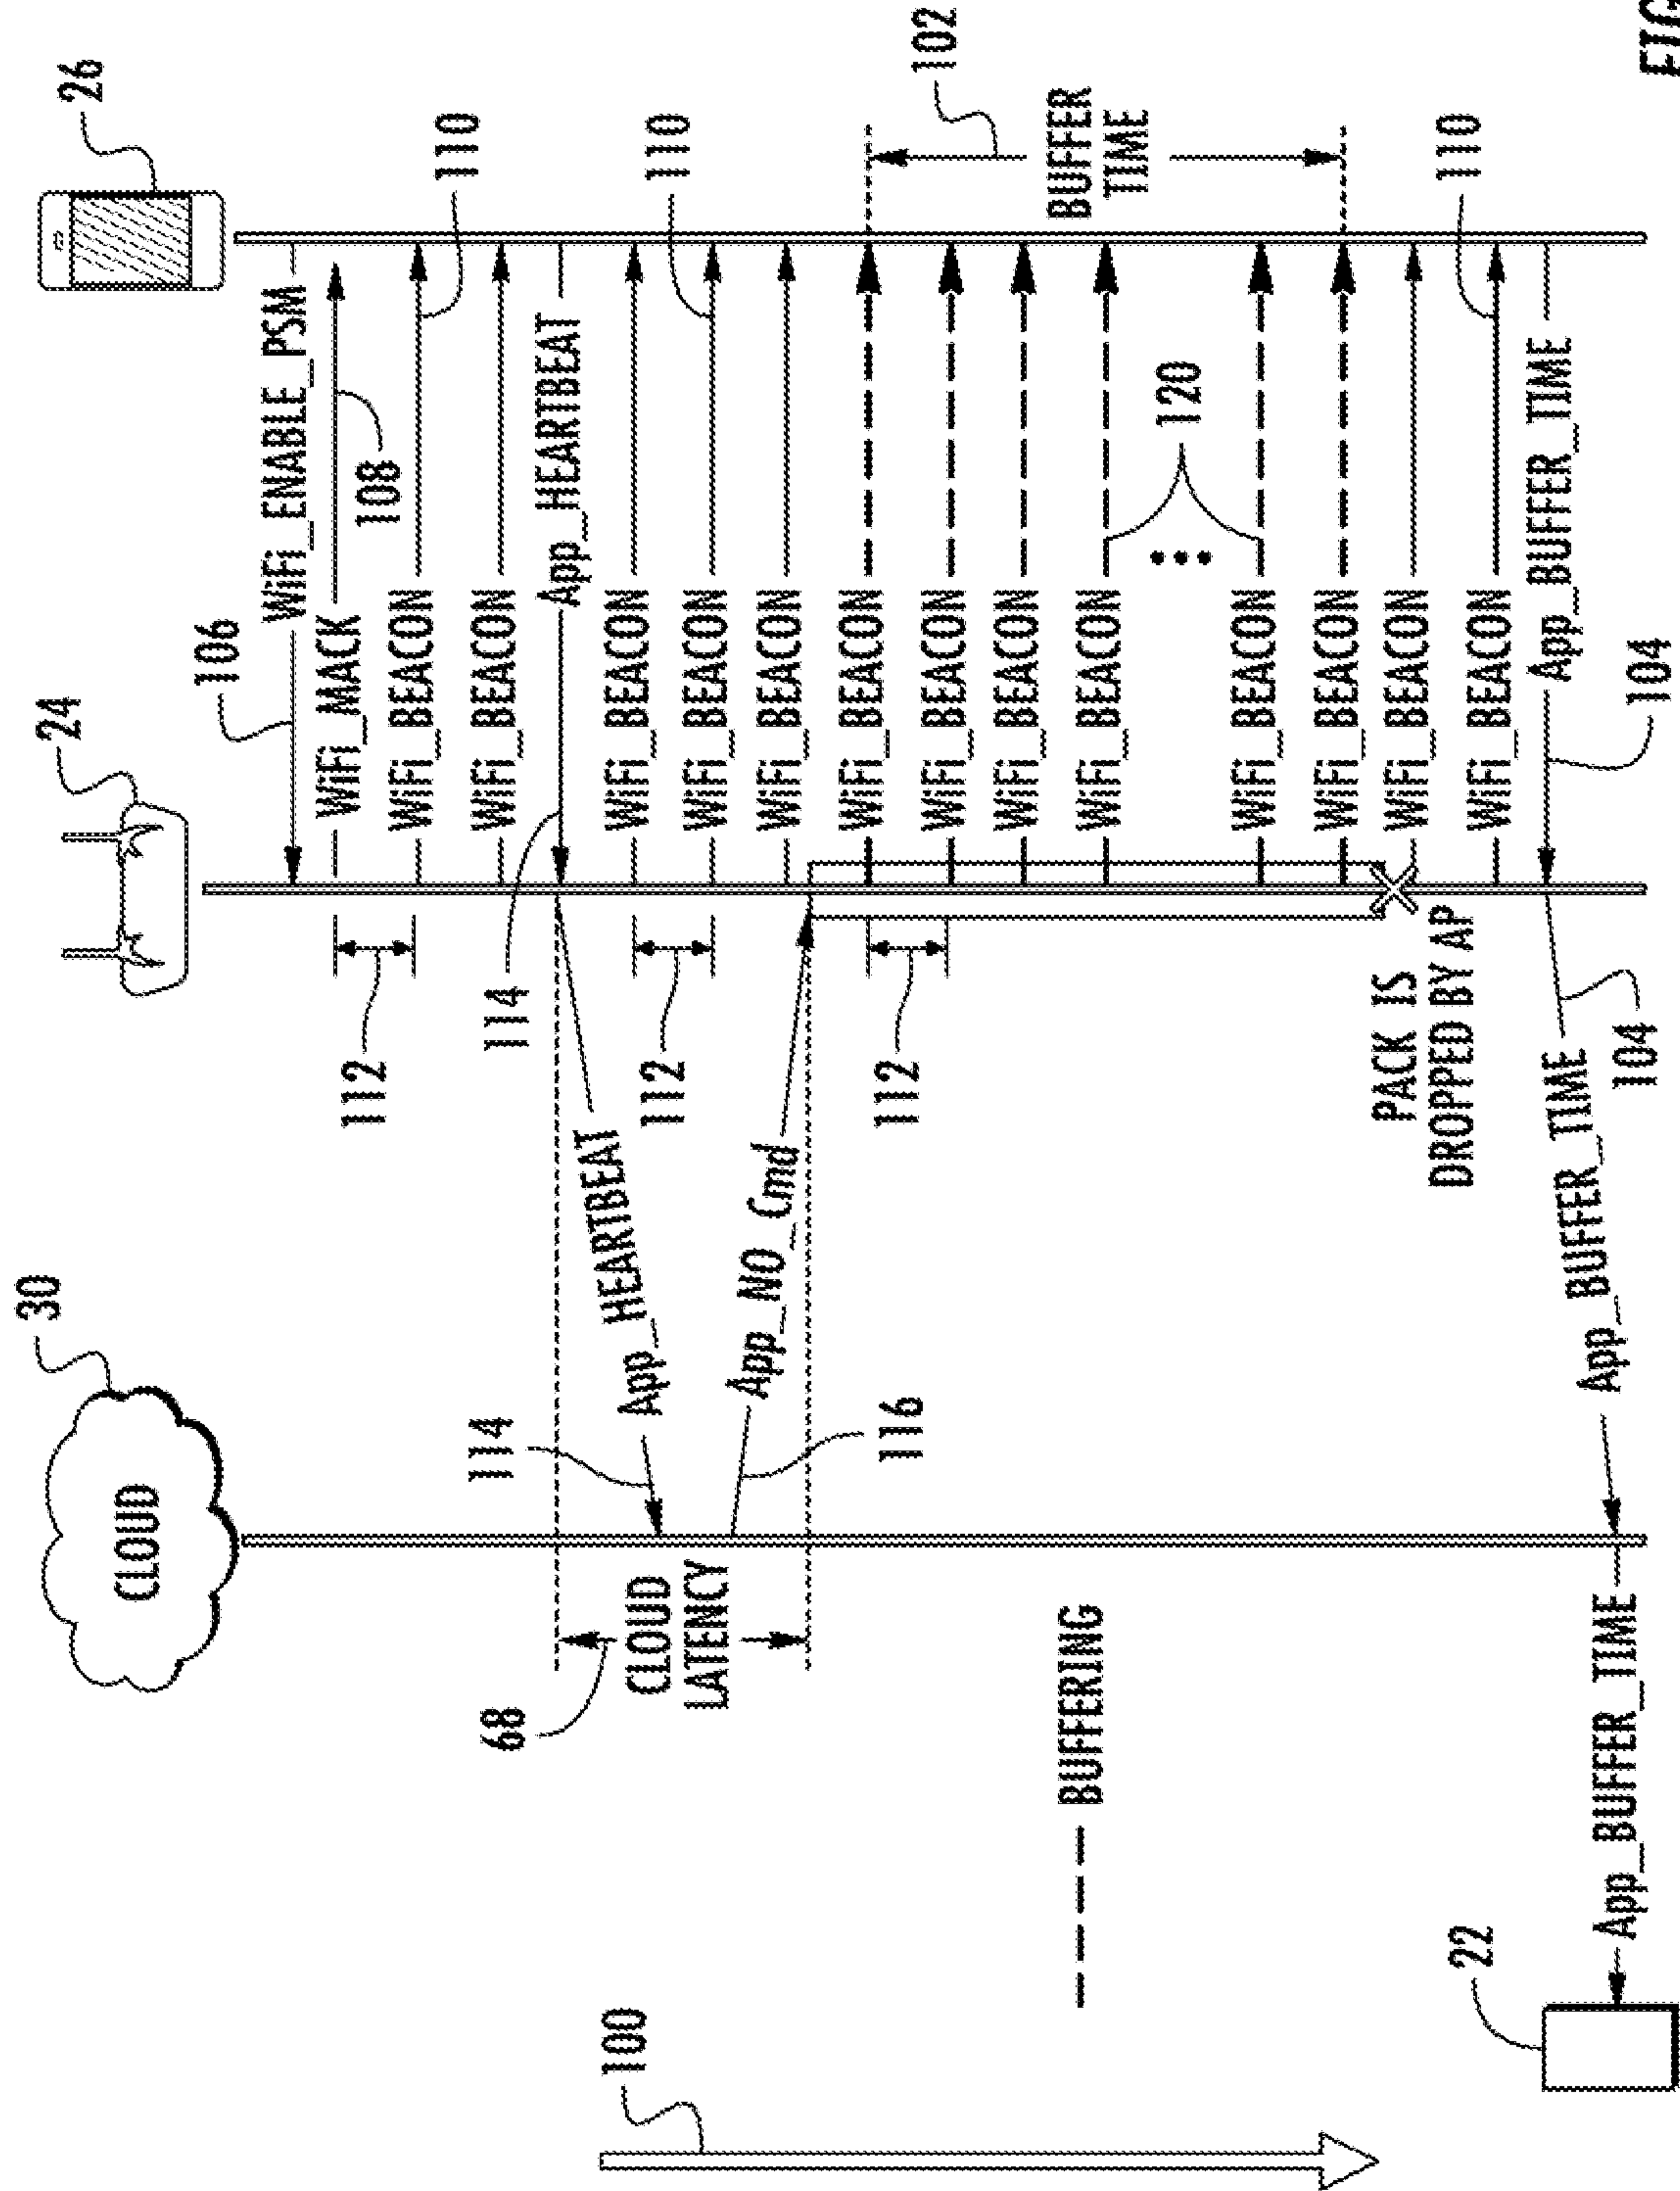 30
CLOUD
24
26
106
WiFi_ENABLE_PSM
WiFi_MACK
108
WiFi_BEACON
110
112
WiFi_BEACON
114
App_HEARTBEAT
114
App_HEARTBEAT
68
CLOUD
LATENCY
WiFi_BEACON
112
WiFi_BEACON
110
App_NO_Cmd
116
WiFi_BEACON
WiFi_BEACON
112
WiFi_BEACON
WiFi_BEACON
WiFi_BEACON
102
BUFFER
TIME
120
BUFFERING
100
WiFi_BEACON
WiFi_BEACON
WiFi_BEACON
PACK IS
DROPPED BY AP
WiFi_BEACON
110
App_BUFFER_TIME
104
App_BUFFER_TIME
104
App_BUFFER_TIME
22